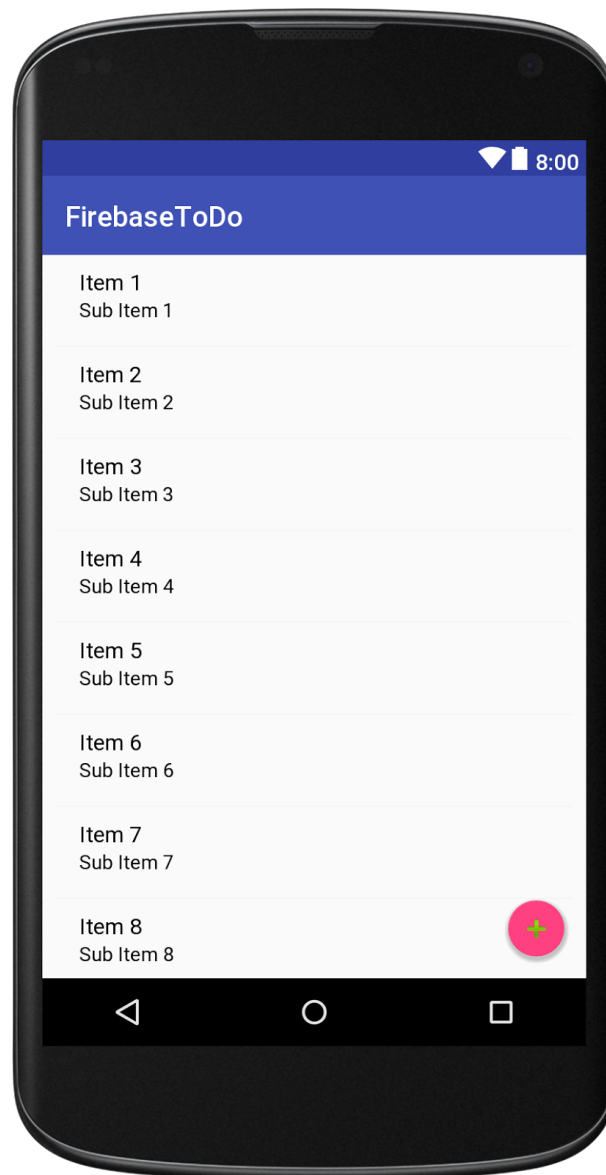 8:00
FirebaseToDo
Item 1
Sub Item 1
Item 2
Sub Item 2
Item 3
Sub Item 3
Item 4
Sub Item 4
Item 5
Sub Item 5
Item 6
Sub Item 6
Item 7
Sub Item 7
Item 8
Sub Item 8